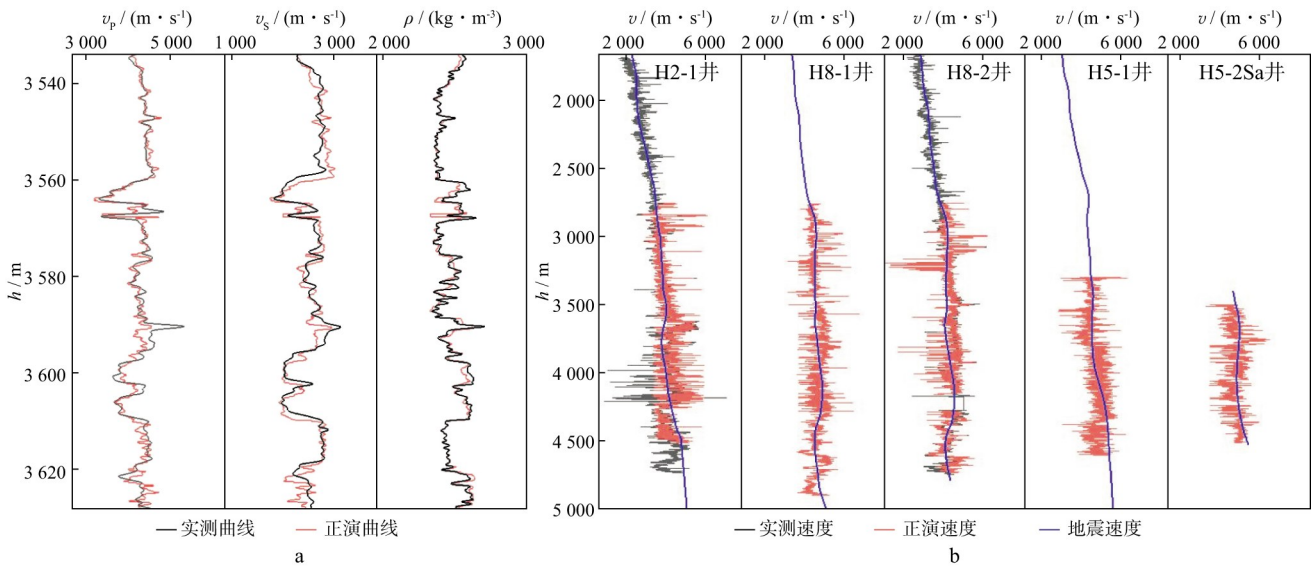 v_P / (m·s⁻¹)
3 000 5 000
v_S / (m·s⁻¹)
1 000 3 000
ρ / (kg·m⁻³)
2 000 3 000
h / m
3 540
3 560
3 580
3 600
3 620
实测曲线 正演曲线
a
v / (m·s⁻¹) v / (m·s⁻¹) v / (m·s⁻¹) v / (m·s⁻¹) v / (m·s⁻¹)
2 000 6 000 2 000 6 000 2 000 6 000 2 000 6 000 2 000 6 000
H2-1井 H8-1井 H8-2井 H5-1井 H5-2Sa井
h / m
2 000
2 500
3 000
3 500
4 000
4 500
5 000
实测速度 正演速度 地震速度
b